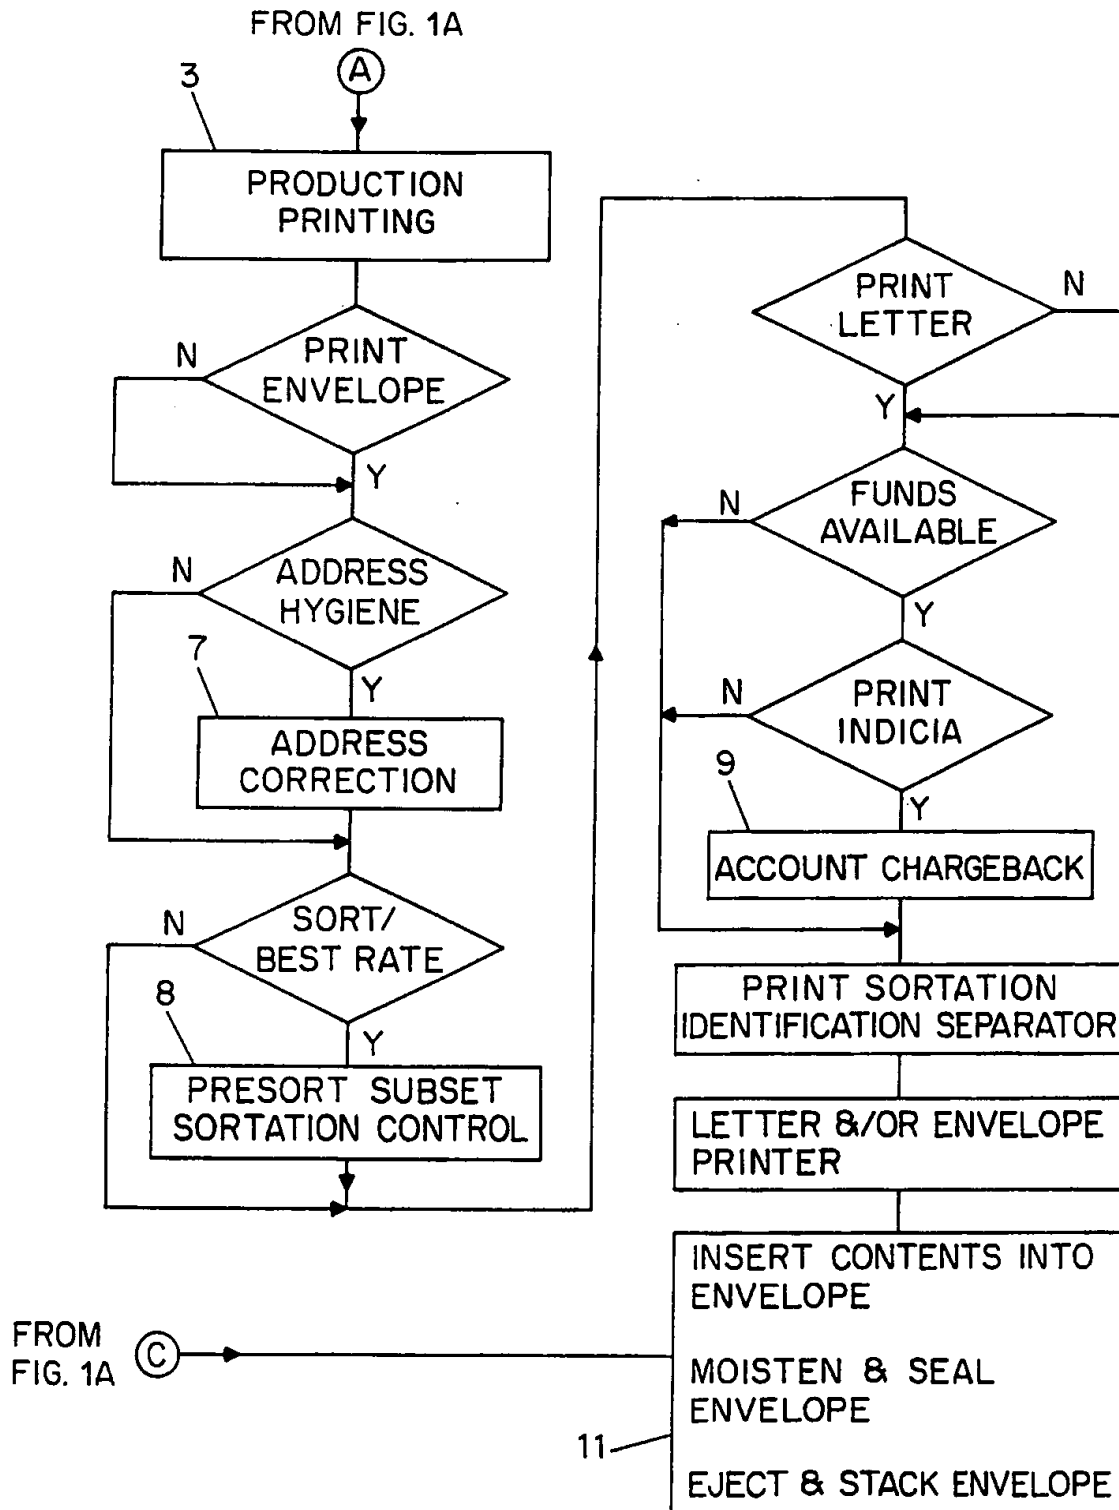 FROM FIG. 1A
A
3
PRODUCTION
PRINTING
PRINT
ENVELOPE
N
Y
ADDRESS
HYGIENE
N
Y
7
ADDRESS
CORRECTION
SORT/
BEST RATE
N
Y
8
PRESORT SUBSET
SORTATION CONTROL
PRINT
LETTER
N
Y
FUNDS
AVAILABLE
N
Y
PRINT
INDICIA
N
Y
9
ACCOUNT CHARGEBACK
PRINT SORTATION
IDENTIFICATION SEPARATOR
LETTER &/OR ENVELOPE
PRINTER
FROM
FIG. 1A
C
INSERT CONTENTS INTO
ENVELOPE
MOISTEN & SEAL
ENVELOPE
11
EJECT & STACK ENVELOPE